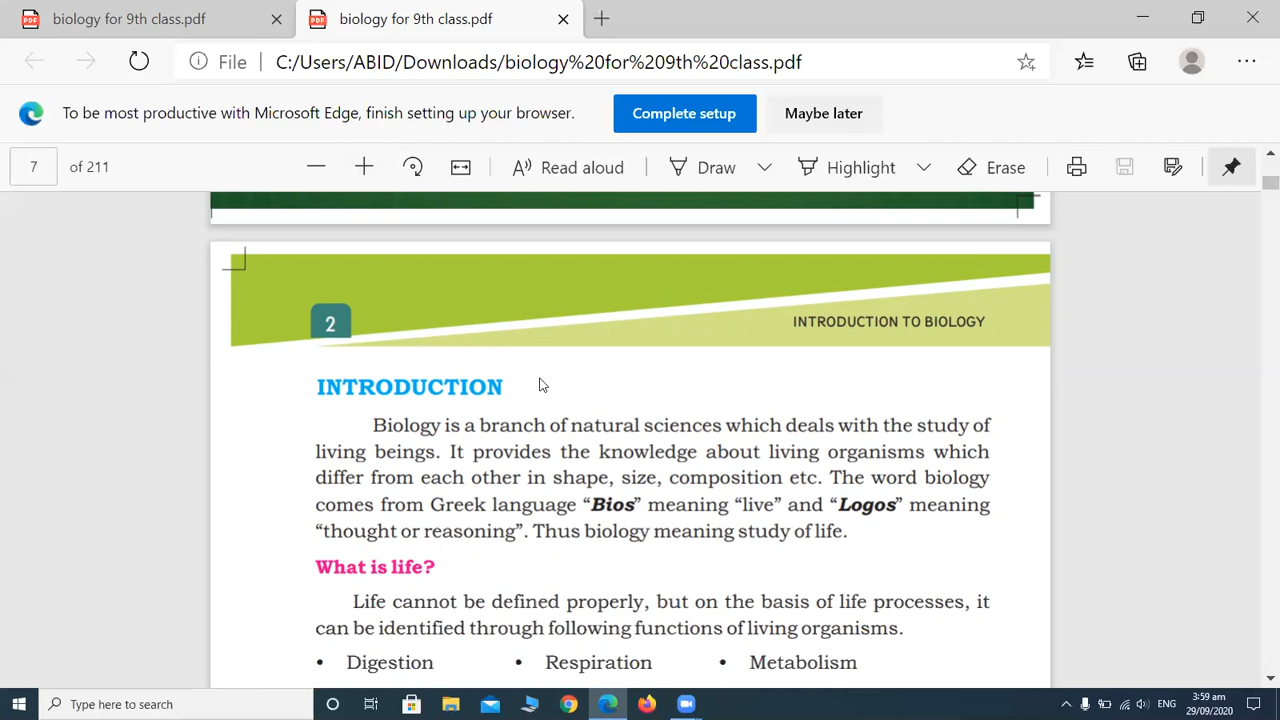 biology for 9th class.pdf
biology for 9th class.pdf
File C:/Users/ABID/Downloads/biology%20for%209th%20class.pdf
To be most productive with Microsoft Edge, finish setting up your browser. Complete setup Maybe later
7 of 211 Read aloud Draw Highlight Erase
2
INTRODUCTION TO BIOLOGY
INTRODUCTION
Biology is a branch of natural sciences which deals with the study of
living beings. It provides the knowledge about living organisms which
differ from each other in shape, size, composition etc. The word biology
comes from Greek language “Bios” meaning “live” and “Logos” meaning
“thought or reasoning”. Thus biology meaning study of life.
What is life?
Life cannot be defined properly, but on the basis of life processes, it
can be identified through following functions of living organisms.
• Digestion • Respiration • Metabolism
Type here to search
ENG
3:59 am
29/09/2020